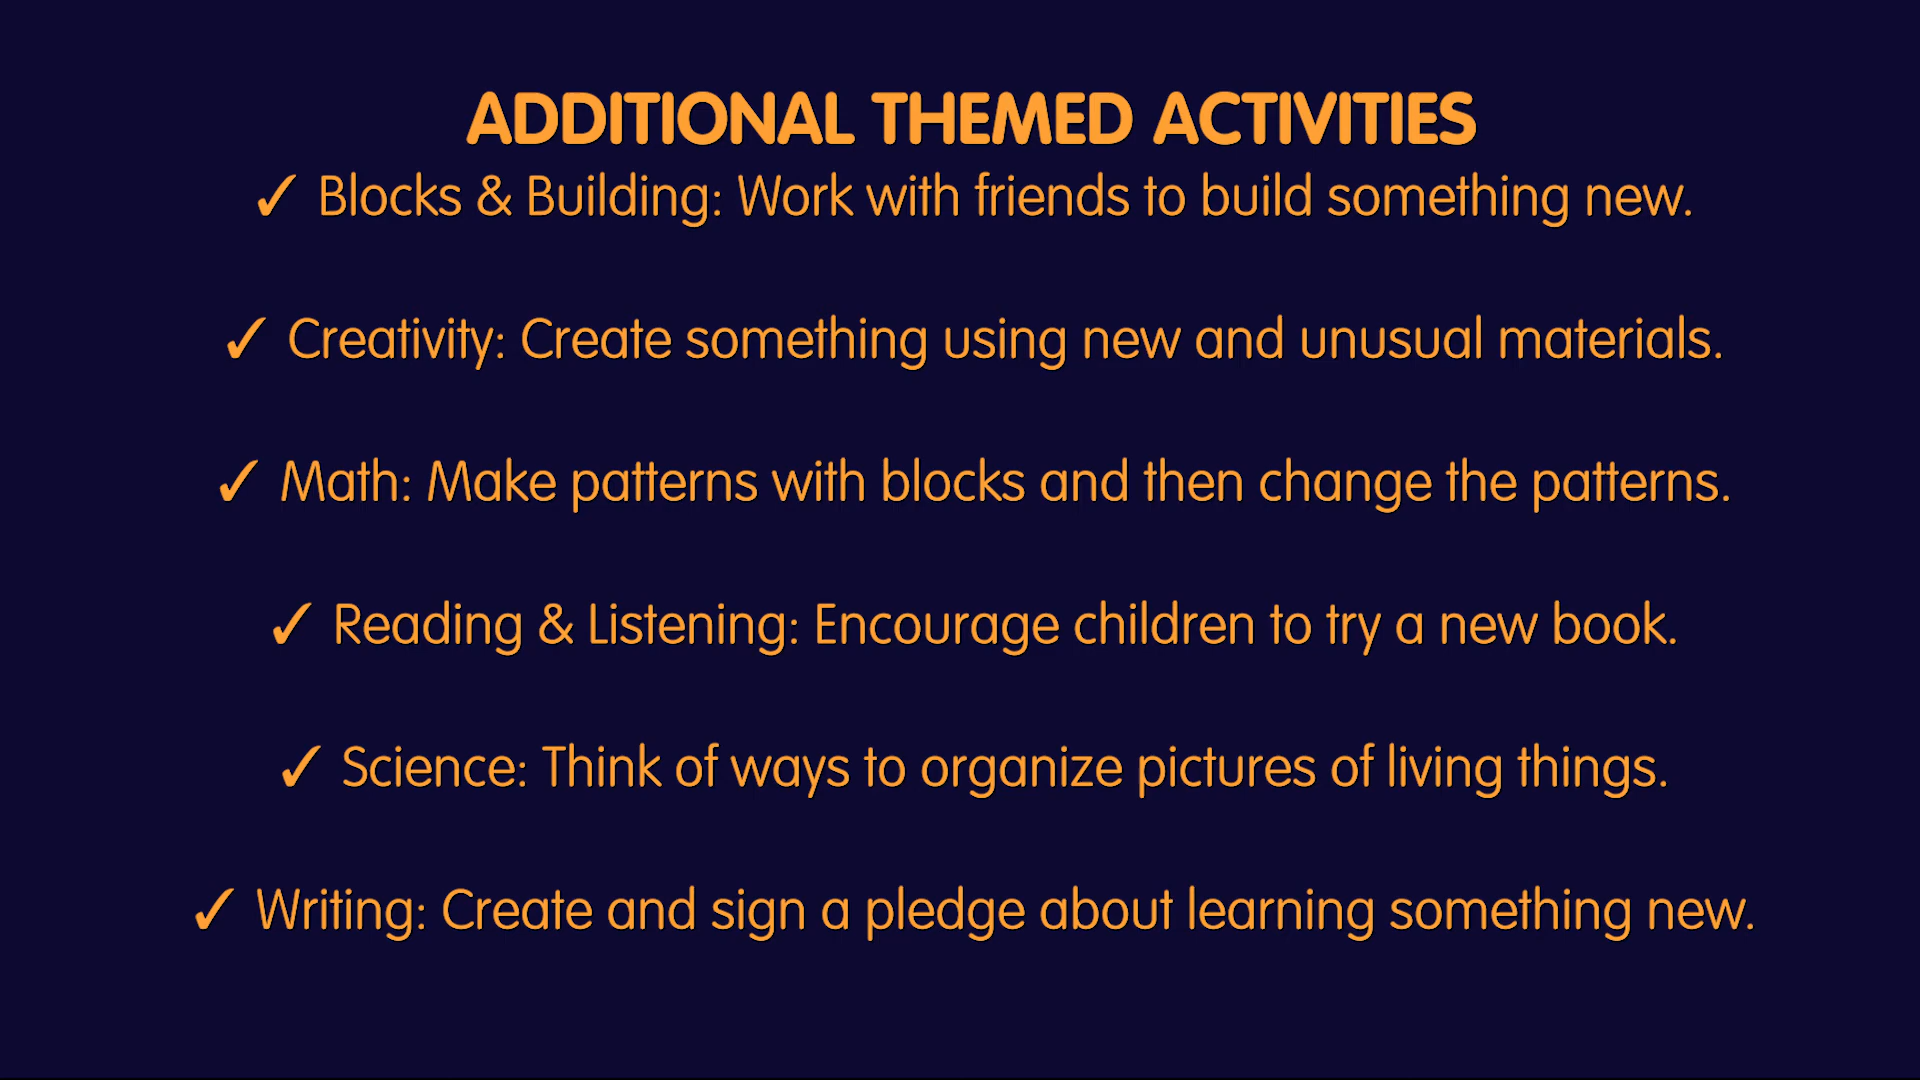 ADDITIONAL THEMED ACTIVITIES
✓ Blocks & Building: Work with friends to build something new.
✓ Creativity: Create something using new and unusual materials.
✓ Math: Make patterns with blocks and then change the patterns.
✓ Reading & Listening: Encourage children to try a new book.
✓ Science: Think of ways to organize pictures of living things.
✓ Writing: Create and sign a pledge about learning something new.